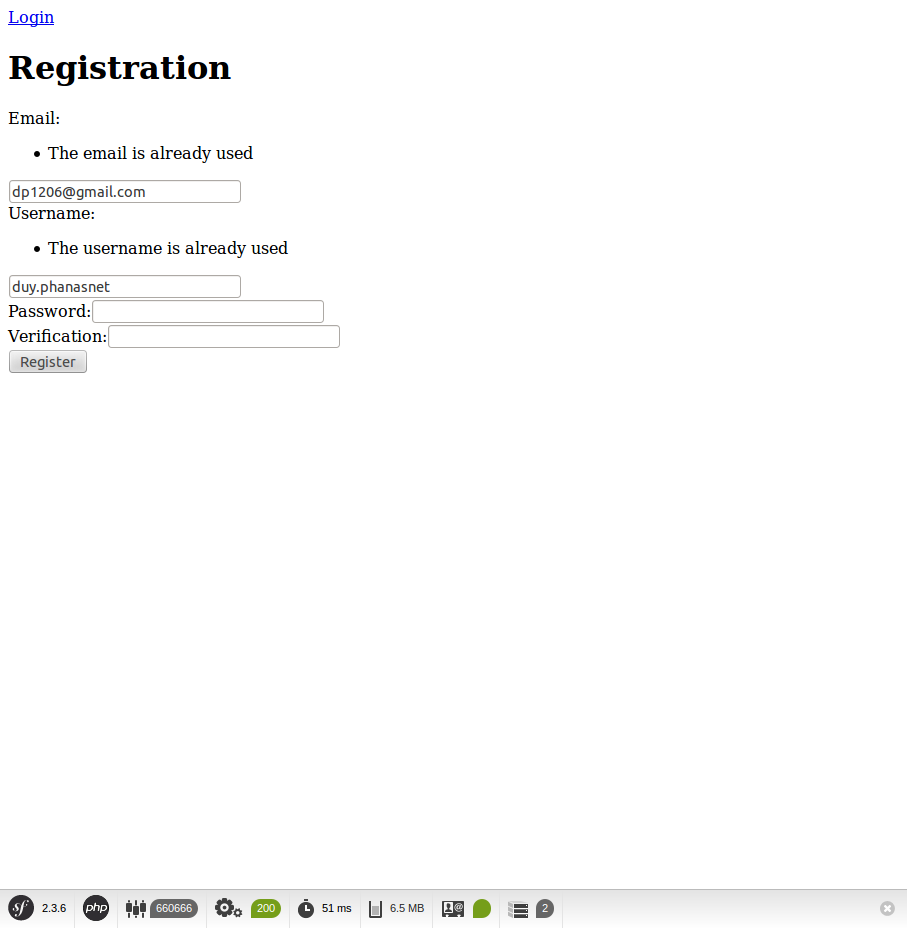 Login
Registration
Email:
The email is already used
dp1206@gmail.com
Username:
The username is already used
duy.phanasnet
Password:
Verification:
Register
sf 2.3.6 php 660666 200 51 ms 6.5 MB @ 2